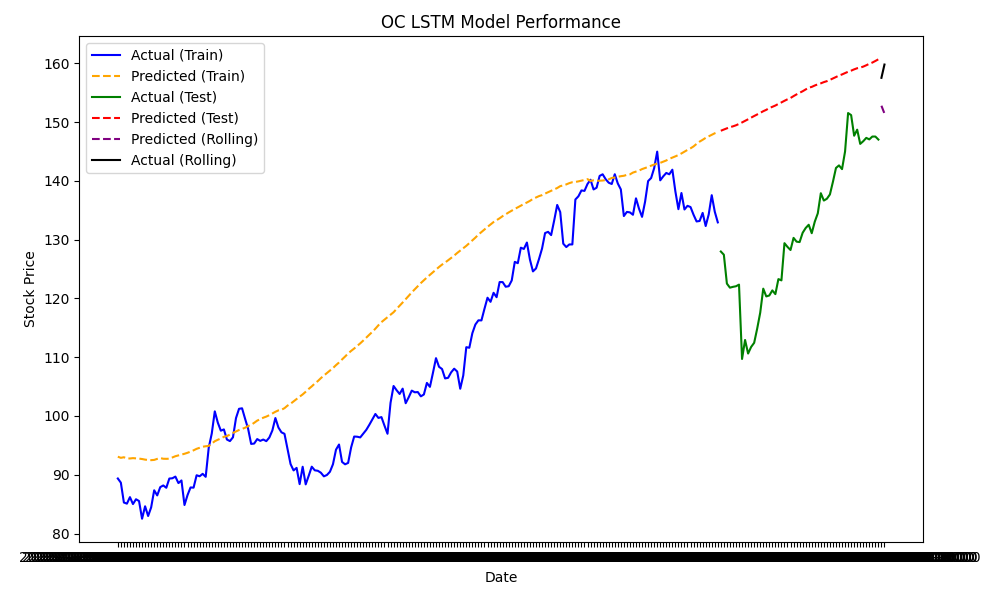 OC LSTM Model Performance
Actual (Train)
Predicted (Train)
Actual (Test)
Predicted (Test)
Predicted (Rolling)
Actual (Rolling)
160
150
140
130
120
110
100
90
80
Stock Price
Date